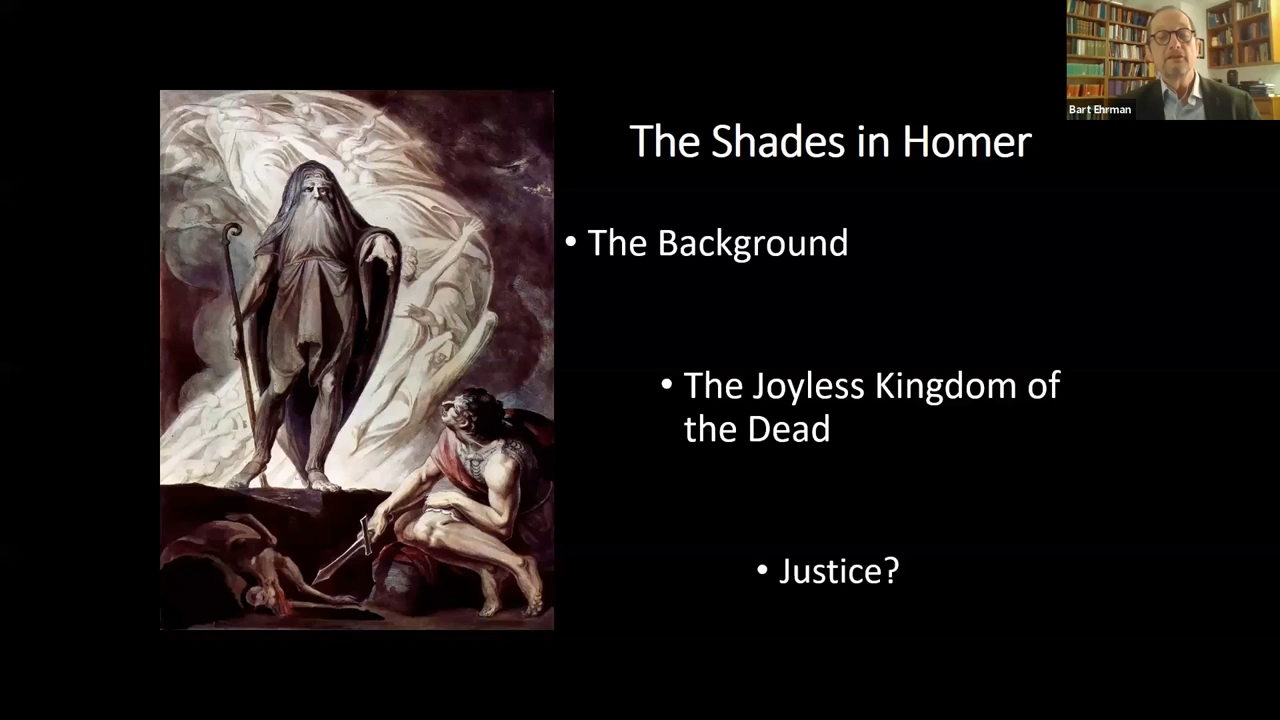 Bart Ehrman
The Shades in Homer
• The Background
• The Joyless Kingdom of
the Dead
• Justice?